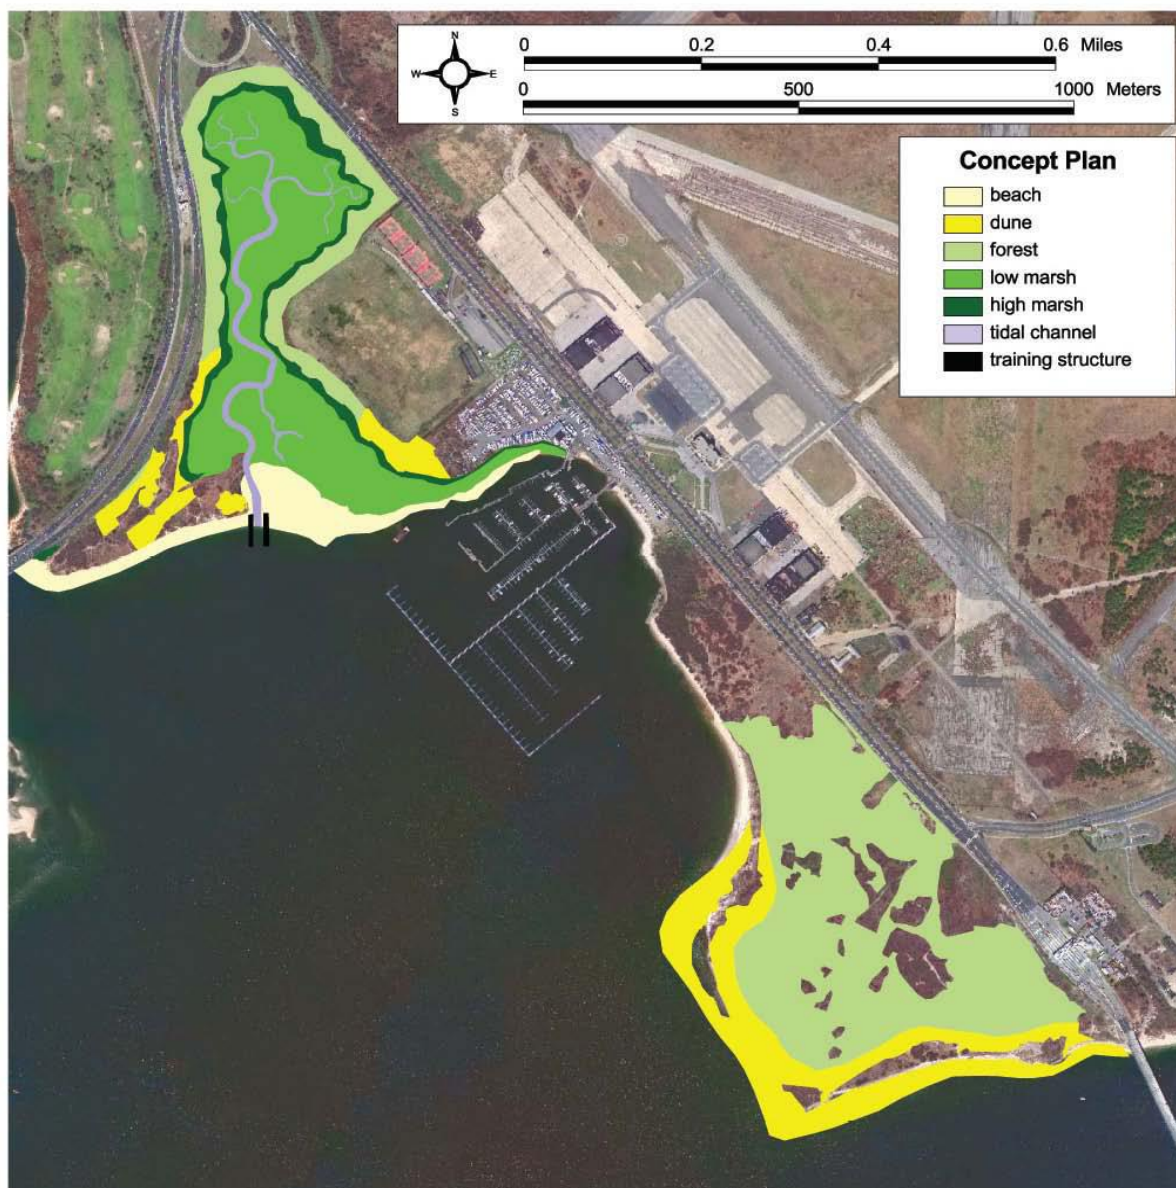 N
W E
S
0 0.2 0.4 0.6 Miles
0 500 1000 Meters
Concept Plan
beach
dune
forest
low marsh
high marsh
tidal channel
training structure